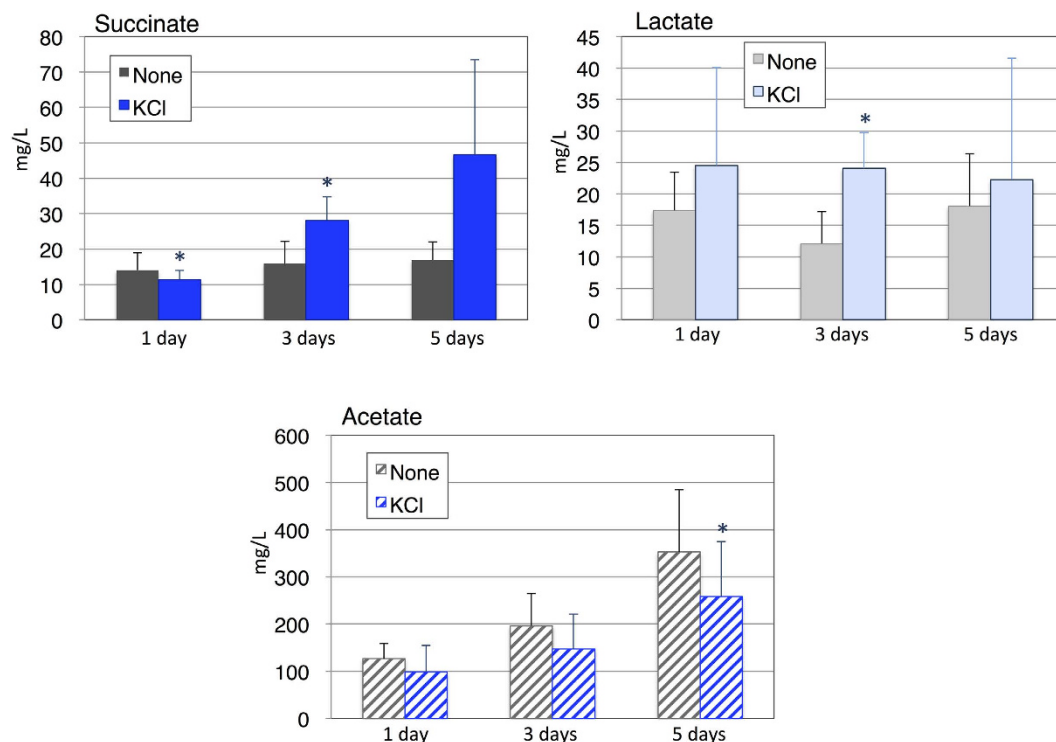 Succinate
80
70
60
50
40
30
20
10
0
mg/L
None
KCl
*
*
1 day
3 days
5 days
Lactate
45
40
35
30
25
20
15
10
5
0
mg/L
None
KCl
*
1 day
3 days
5 days
Acetate
600
500
400
300
200
100
0
mg/L
None
KCl
*
1 day
3 days
5 days